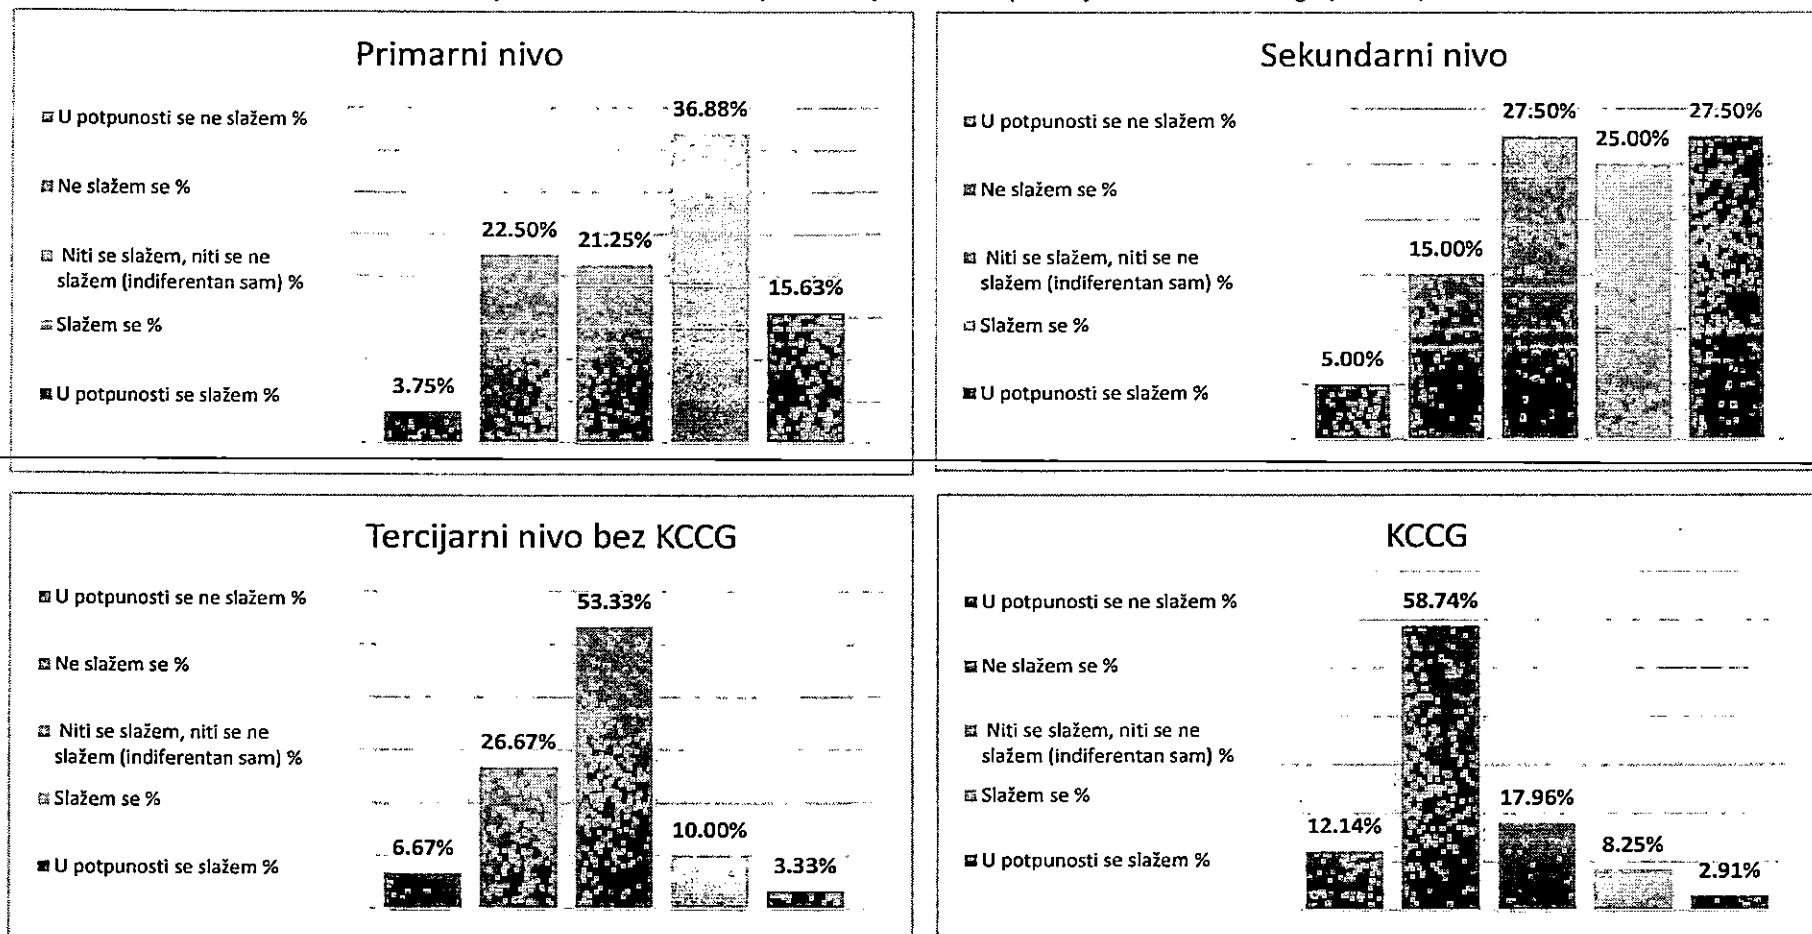 Primarni nivo
U potpunosti se ne slažem %
Ne slažem se %
Niti se slažem, niti se ne
slažem (indiferentan sam) %
Slažem se %
U potpunosti se slažem %
3.75%
22.50%
21.25%
36.88%
15.63%
Sekundarni nivo
U potpunosti se ne slažem %
Ne slažem se %
Niti se slažem, niti se ne
slažem (indiferentan sam) %
Slažem se %
U potpunosti se slažem %
5.00%
15.00%
27.50%
25.00%
27.50%
Tercijarni nivo bez KCCG
U potpunosti se ne slažem %
Ne slažem se %
Niti se slažem, niti se ne
slažem (indiferentan sam) %
Slažem se %
U potpunosti se slažem %
6.67%
26.67%
53.33%
10.00%
3.33%
KCCG
U potpunosti se ne slažem %
Ne slažem se %
Niti se slažem, niti se ne
slažem (indiferentan sam) %
Slažem se %
U potpunosti se slažem %
12.14%
58.74%
17.96%
8.25%
2.91%